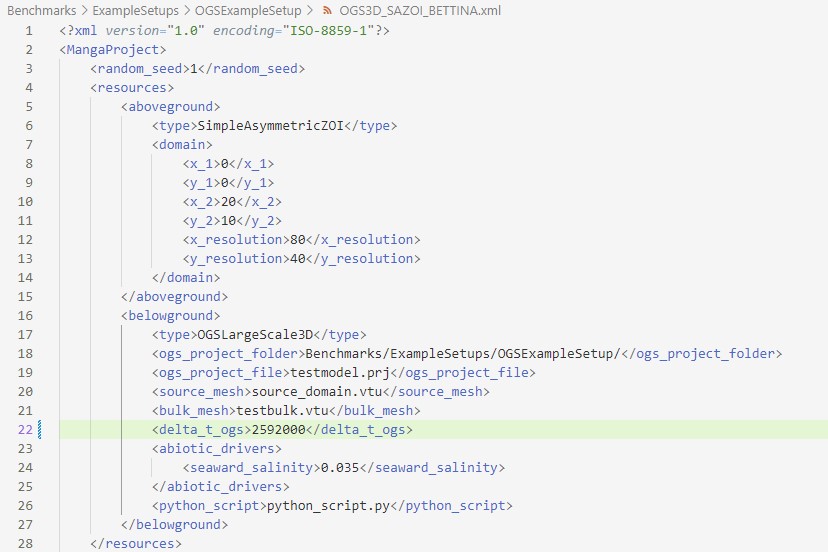 Benchmarks > ExampleSetups > OGSExampleSetup > OGS3D_SAZOI_BETTINA.xml
1 <?xml version="1.0" encoding="ISO-8859-1"?>
2 <MangaProject>
3 <random_seed>1</random_seed>
4 <resources>
5 <aboveground>
6 <type>SimpleAsymmetricZOI</type>
7 <domain>
8 <x_1>0</x_1>
9 <y_1>0</y_1>
10 <x_2>20</x_2>
11 <y_2>10</y_2>
12 <x_resolution>80</x_resolution>
13 <y_resolution>40</y_resolution>
14 </domain>
15 </aboveground>
16 <belowground>
17 <type>OGSLargeScale3D</type>
18 <ogs_project_folder>Benchmarks/ExampleSetups/OGSExampleSetup/</ogs_project_folder>
19 <ogs_project_file>testmodel.prj</ogs_project_file>
20 <source_mesh>source_domain.vtu</source_mesh>
21 <bulk_mesh>testbulk.vtu</bulk_mesh>
22 <delta_t_ogs>2592000</delta_t_ogs>
23 <abiotic_drivers>
24 <seaward_salinity>0.035</seaward_salinity>
25 </abiotic_drivers>
26 <python_script>python_script.py</python_script>
27 </belowground>
28 </resources>